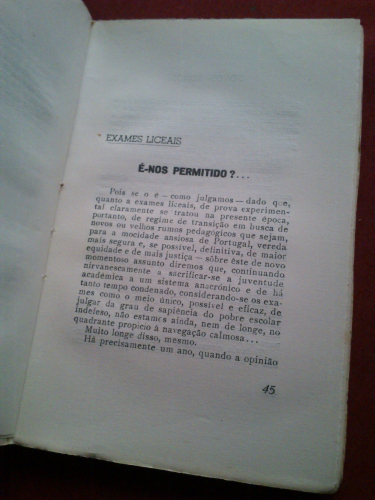 EXAMES LICEAIS
É-NOS PERMITIDO?...
Pois se o é — como julgamos — dado que,
quanto a exames liceais, de prova experimen-
tal claramente se tratou na presente época,
portanto, de regime de transição em busca de
novos ou velhos rumos pedagógicos que sejam,
para a mocidade ansiosa de Portugal, vereda
mais segura e, se possível, definitiva, de maior
equidade e de mais justiça — sôbre êste de novo
momentoso assunto diremos que, continuando
nirvanescamente a sacrificar-se a juventude
académica a um sistema anacrónico e de há
tanto tempo condenado, considerando-se os exa-
mes como o meio único, possível e eficaz, de
julgar da grau de sapiência do pobre escolar
indefeso, não estamos ainda, nem de longe, no
quadrante propício à navegação calmosa...
Muito longe disso, mesmo.
Há precisamente um ano, quando a opinião
45